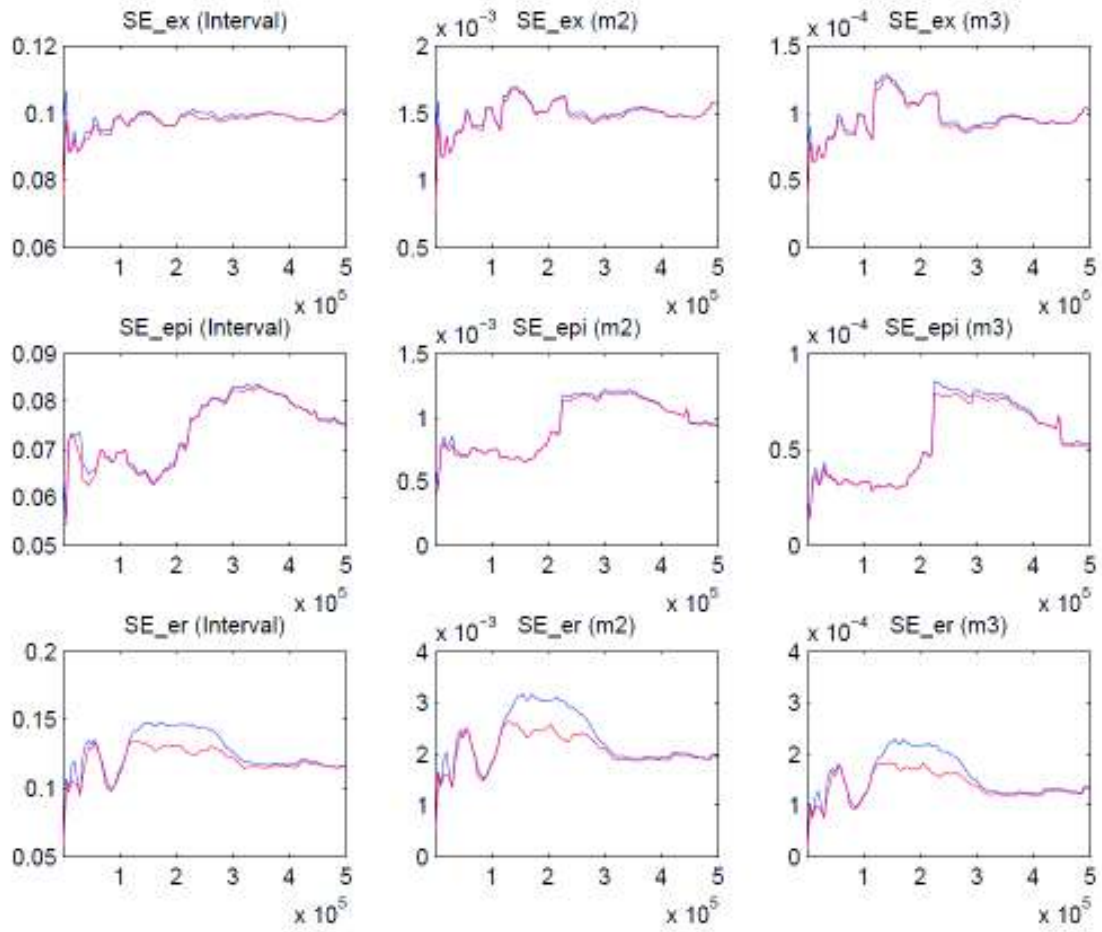 SE_ex (Interval)
0.12
0.1
0.08
0.06
1 2 3 4 5
x 10^5
x 10^-3 SE_ex (m2)
2
1.5
1
0.5
1 2 3 4 5
x 10^5
x 10^-4 SE_ex (m3)
1.5
1
0.5
0
1 2 3 4 5
x 10^5
SE_epi (Interval)
0.09
0.08
0.07
0.06
0.05
1 2 3 4 5
x 10^5
x 10^-3 SE_epi (m2)
1.5
1
0.5
0
1 2 3 4 5
x 10^5
x 10^-4 SE_epi (m3)
1
0.5
0
1 2 3 4 5
x 10^5
SE_er (Interval)
0.2
0.15
0.1
0.05
1 2 3 4 5
x 10^5
x 10^-3 SE_er (m2)
4
3
2
1
0
1 2 3 4 5
x 10^5
x 10^-4 SE_er (m3)
4
3
2
1
0
1 2 3 4 5
x 10^5